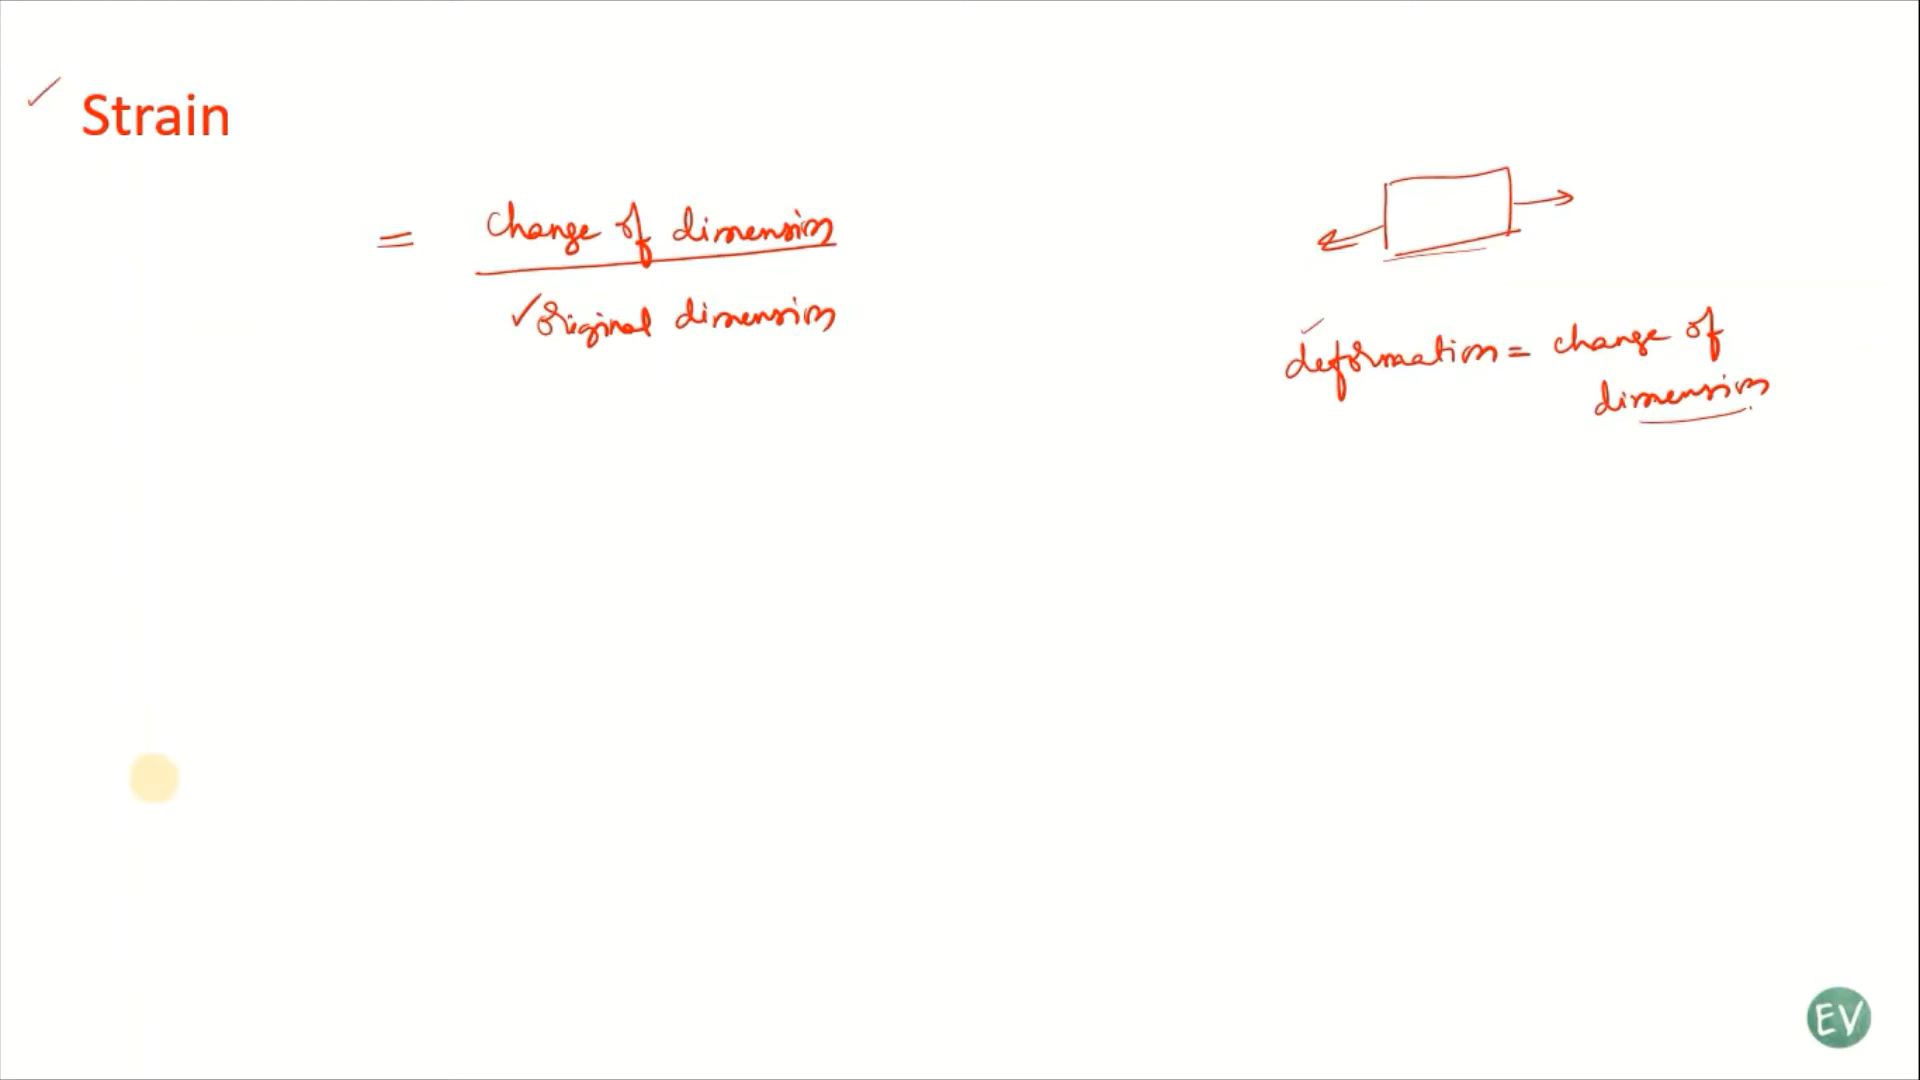 Strain
= change of dimension
original dimension
deformation = change of
dimension
EV